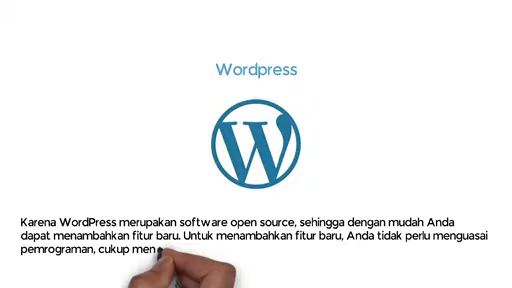 Wordpress
W
Karena WordPress merupakan software open source, sehingga dengan mudah Anda
dapat menambahkan fitur baru. Untuk menambahkan fitur baru, Anda tidak perlu menguasai
pemrograman, cukup men